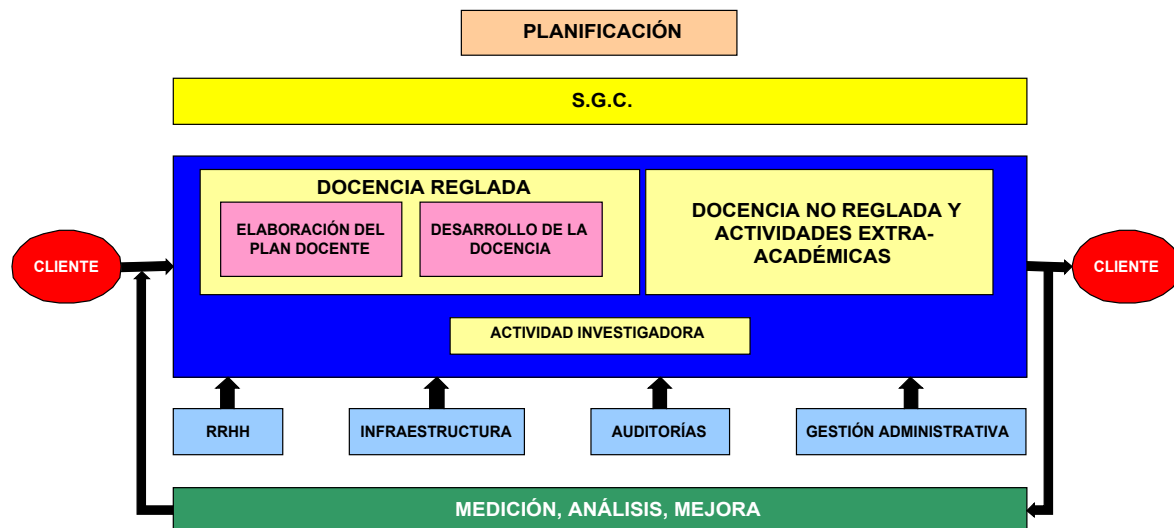 PLANIFICACIÓN
S.G.C.
DOCENCIA REGLADA
ELABORACIÓN DEL
PLAN DOCENTE
DESARROLLO DE LA
DOCENCIA
DOCENCIA NO REGLADA Y
ACTIVIDADES EXTRA-
ACADÉMICAS
CLIENTE
CLIENTE
ACTIVIDAD INVESTIGADORA
RRHH
INFRAESTRUCTURA
AUDITORÍAS
GESTIÓN ADMINISTRATIVA
MEDICIÓN, ANÁLISIS, MEJORA